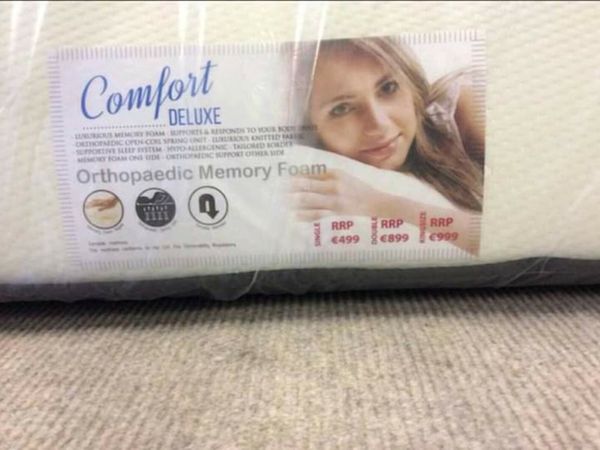 Comfort
DELUXE
LUXURIOUS MEMORY FOAM - SUPPORTS & RESPONDS TO YOUR BODY
ORTHOPAEDIC OPEN-COIL SPRING UNIT - LUXURIOUS KNITTED FABRIC
SUPPORTIVE SLEEP SYSTEM - HYPO-ALLERGENIC - TAILORED BORDER
MEMORY FOAM ONE SIDE - ORTHOPAEDIC SUPPORT OTHER SIDE
Orthopaedic Memory Foam
SINGLE RRP €499
DOUBLE RRP €899
KINGSIZE RRP €999